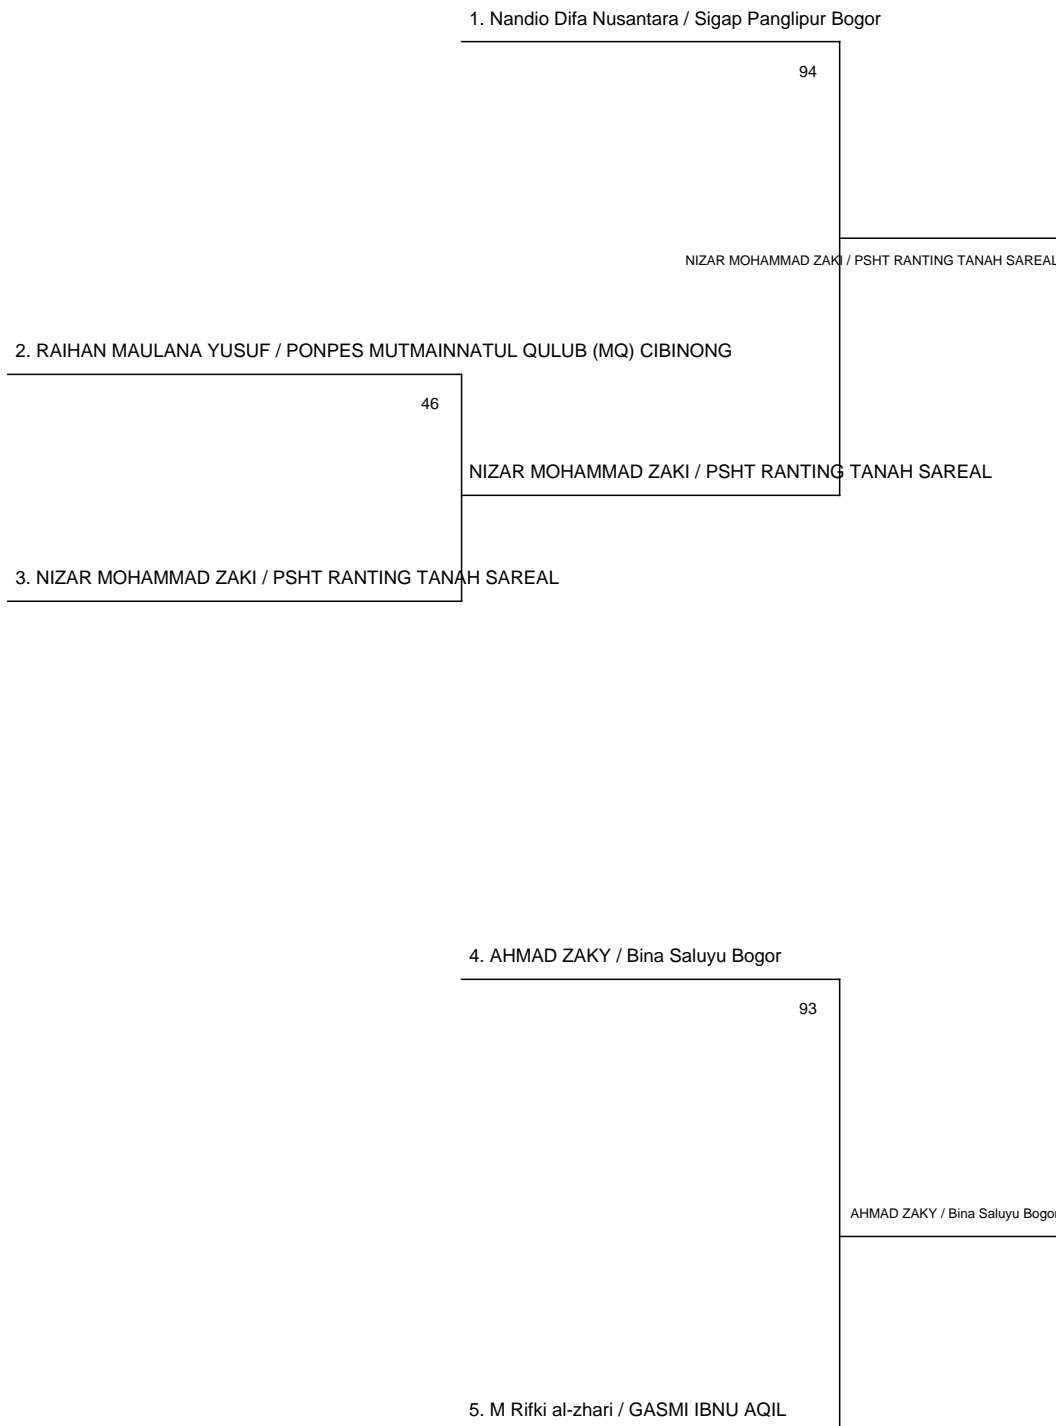 1. Nandio Difa Nusantara / Sigap Panglipur Bogor
94
NIZAR MOHAMMAD ZAKI / PSHT RANTING TANAH SAREAL
2. RAIHAN MAULANA YUSUF / PONPES MUTMAINNATUL QULUB (MQ) CIBINONG
46
NIZAR MOHAMMAD ZAKI / PSHT RANTING TANAH SAREAL
3. NIZAR MOHAMMAD ZAKI / PSHT RANTING TANAH SAREAL
4. AHMAD ZAKY / Bina Saluyu Bogor
93
AHMAD ZAKY / Bina Saluyu Bogor
5. M Rifki al-zhari / GASMI IBNU AQIL